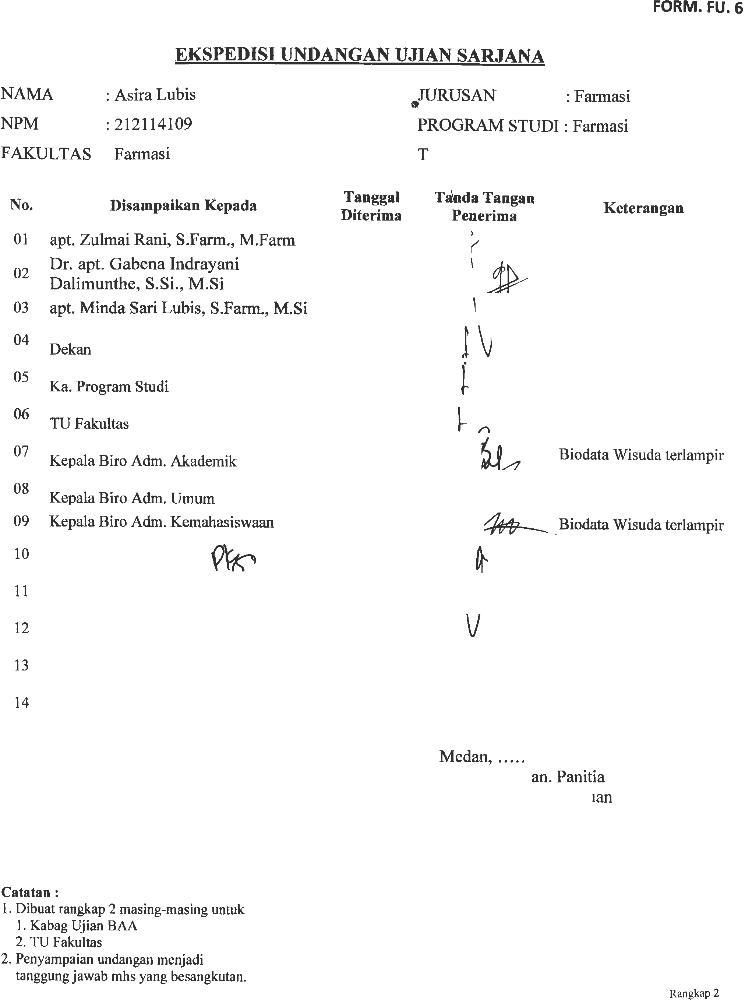 FORM. FU. 6
EKSPEDISI UNDANGAN UJIAN SARJANA
NAMA : Asira Lubis JURUSAN : Farmasi
NPM : 212114109 PROGRAM STUDI : Farmasi
FAKULTAS Farmasi T
No. Disampaikan Kepada Tanggal Diterima Tanda Tangan Penerima Keterangan
01 apt. Zulmai Rani, S.Farm., M.Farm
02 Dr. apt. Gabena Indrayani
Dalimunthe, S.Si., M.Si
03 apt. Minda Sari Lubis, S.Farm., M.Si
04 Dekan
05 Ka. Program Studi
06 TU Fakultas
07 Kepala Biro Adm. Akademik Biodata Wisuda terlampir
08 Kepala Biro Adm. Umum
09 Kepala Biro Adm. Kemahasiswaan Biodata Wisuda terlampir
10
11
12
13
14
Medan, .....
an. Panitia
Catatan :
1. Dibuat rangkap 2 masing-masing untuk
1. Kabag Ujian BAA
2. TU Fakultas
2. Penyampaian undangan menjadi
tanggung jawab mhs yang besangkutan.
Rangkap 2